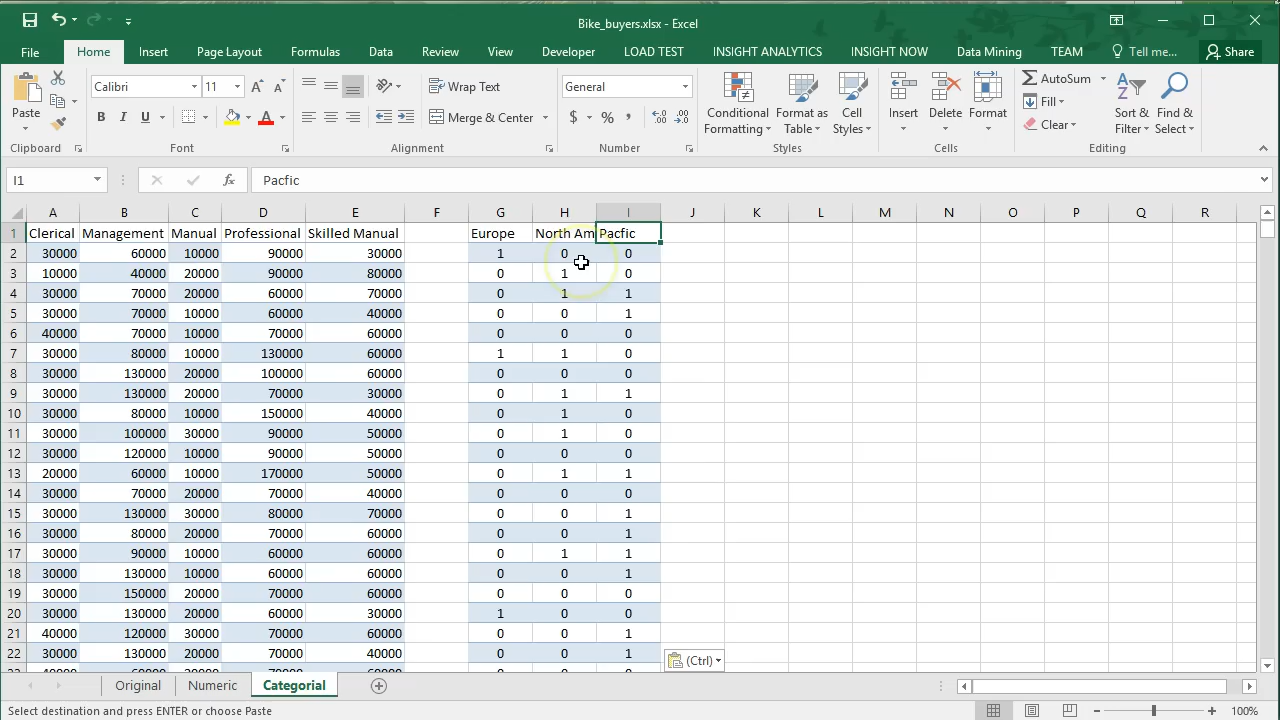 Bike_buyers.xlsx - Excel
File Home Insert Page Layout Formulas Data Review View Developer LOAD TEST INSIGHT ANALYTICS INSIGHT NOW Data Mining TEAM Tell me... Share
Calibri 11 A A Wrap Text General AutoSum
Paste B I U A Merge & Center $ % , Conditional Formatting Format as Table Cell Styles Insert Delete Format Fill Clear Sort & Filter Find & Select
Clipboard Font Alignment Number Styles Cells Editing
I1 fx Pacfic
A B C D E F G H I J K L M N O P Q R
1 Clerical Management Manual Professional Skilled Manual Europe North Am Pacfic
2 30000 60000 10000 90000 30000 1 0 0
3 10000 40000 20000 90000 80000 0 1 0
4 30000 70000 20000 60000 70000 0 1 1
5 30000 70000 10000 60000 40000 0 0 1
6 40000 70000 10000 70000 60000 0 0 0
7 30000 80000 10000 130000 60000 1 1 0
8 30000 130000 20000 100000 60000 0 0 0
9 30000 130000 20000 70000 30000 0 1 1
10 30000 80000 10000 150000 40000 0 1 0
11 30000 100000 30000 90000 50000 0 1 0
12 30000 120000 10000 90000 50000 0 0 0
13 20000 60000 10000 170000 50000 0 1 1
14 30000 70000 20000 70000 40000 0 0 0
15 30000 130000 30000 80000 70000 0 0 1
16 30000 80000 20000 70000 60000 0 0 1
17 30000 90000 10000 60000 60000 0 1 1
18 30000 130000 10000 60000 60000 0 0 1
19 30000 150000 20000 70000 60000 0 0 0
20 30000 130000 20000 60000 30000 1 0 0
21 40000 120000 30000 70000 60000 0 0 1
22 30000 130000 20000 70000 40000 0 0 1
(Ctrl)
Original Numeric Categorial
Select destination and press ENTER or choose Paste 100%